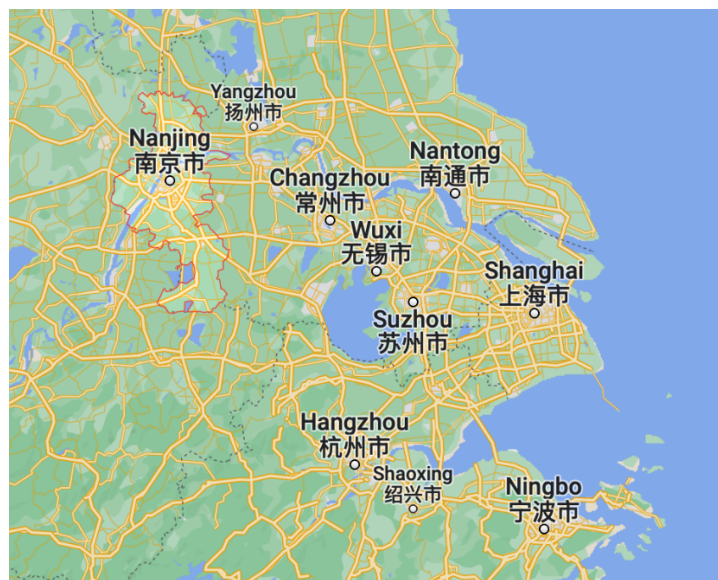 Yangzhou
扬州市
Nanjing
南京市
Nantong
南通市
Changzhou
常州市
Wuxi
无锡市
Shanghai
上海市
Suzhou
苏州市
Hangzhou
杭州市
Shaoxing
绍兴市
Ningbo
宁波市